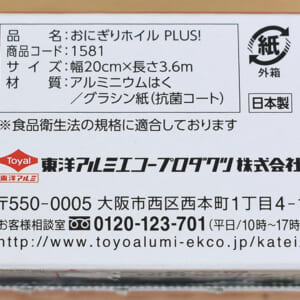 品　名：おにぎりホイル PLUS!
商品コード：1581
サイズ：幅20cm×長さ3.6m
材　質：アルミニウムはく
／グラシン紙(抗菌コート)
紙
外箱
日本製
※食品衛生法の規格に適合しております
Toyal
東洋アルミ
東洋アルミエコープロダクツ株式会
〒550-0005 大阪市西区西本町1丁目4-1
お客様相談室 0120-123-701(平日/10時〜17時
http://www.toyoalumi-ekco.jp/katei